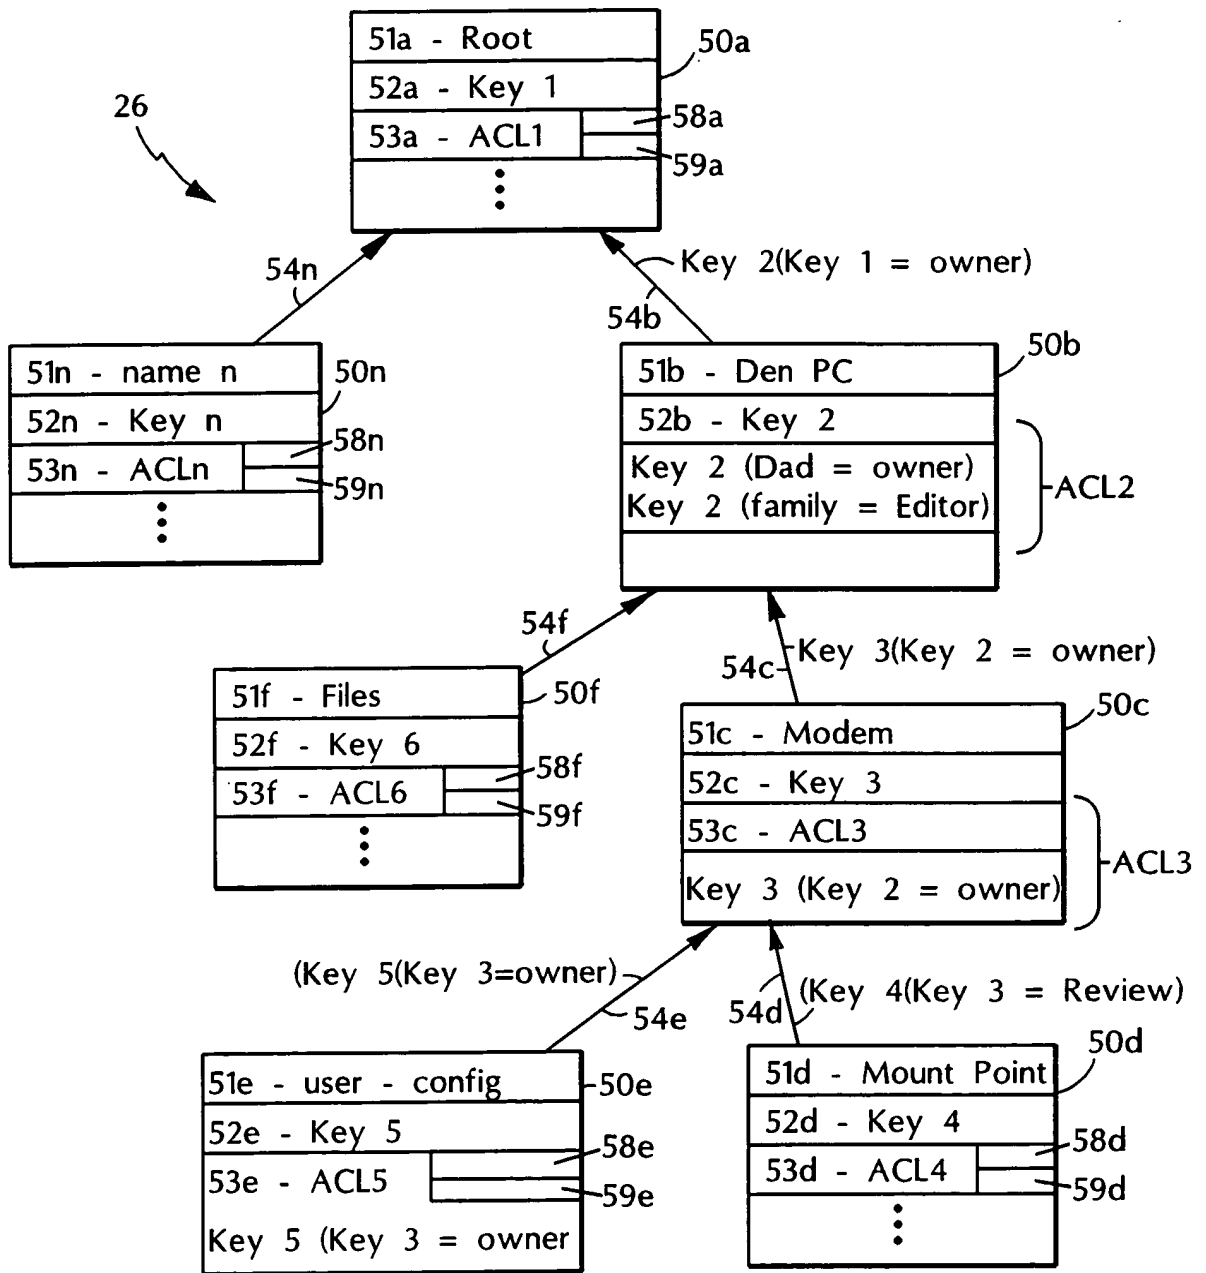 51a - Root
50a
52a - Key 1
26
58a
53a - ACL1
59a
54n
Key 2(Key 1 = owner)
54b
51n - name n
50n
52n - Key n
58n
53n - ACLn
59n
51b - Den PC
50b
52b - Key 2
Key 2 (Dad = owner)
Key 2 (family = Editor)
ACL2
54f
Key 3(Key 2 = owner)
54c
51f - Files
50f
52f - Key 6
58f
53f - ACL6
59f
51c - Modem
50c
52c - Key 3
53c - ACL3
Key 3 (Key 2 = owner)
ACL3
(Key 5(Key 3=owner)
54e
54d
(Key 4(Key 3 = Review)
51e - user - config
50e
52e - Key 5
58e
53e - ACL5
59e
Key 5 (Key 3 = owner
51d - Mount Point
50d
52d - Key 4
58d
53d - ACL4
59d